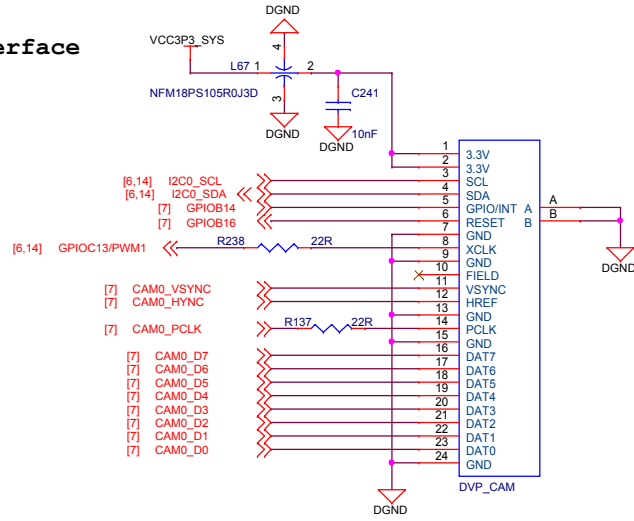 erface
DGND
VCC3P3_SYS
4
L67 1 2
NFM18PS105R0J3D
3
C241
DGND
DGND
10nF
1 3.3V
2 3.3V
[6,14] I2C0_SCL 3 SCL
[6,14] I2C0_SDA 4 SDA
[7] GPIOB14 5 GPIO/INT A A
[7] GPIOB16 6 RESET B B
7 GND
[6,14] GPIOC13/PWM1 R238 22R 8 XCLK
9 GND
DGND
10 FIELD
[7] CAM0_VSYNC 11 VSYNC
[7] CAM0_HYNC 12 HREF
13 GND
[7] CAM0_PCLK R137 22R 14 PCLK
15 GND
[7] CAM0_D7 16 DAT7
[7] CAM0_D6 17 DAT6
[7] CAM0_D5 18 DAT5
[7] CAM0_D4 19 DAT4
[7] CAM0_D3 20 DAT3
[7] CAM0_D2 21 DAT2
[7] CAM0_D1 22 DAT1
[7] CAM0_D0 23 DAT0
24 GND
DVP_CAM
DGND